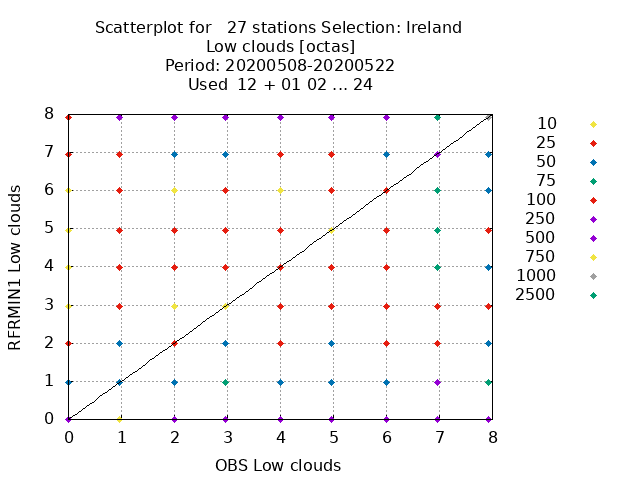 Scatterplot for   27 stations Selection: Ireland
Low clouds [octas]
Period: 20200508-20200522
Used  12 + 01 02 ... 24
RFRMIN1 Low clouds
8
7
6
5
4
3
2
1
0
0 1 2 3 4 5 6 7 8
OBS Low clouds
10
25
50
75
100
250
500
750
1000
2500